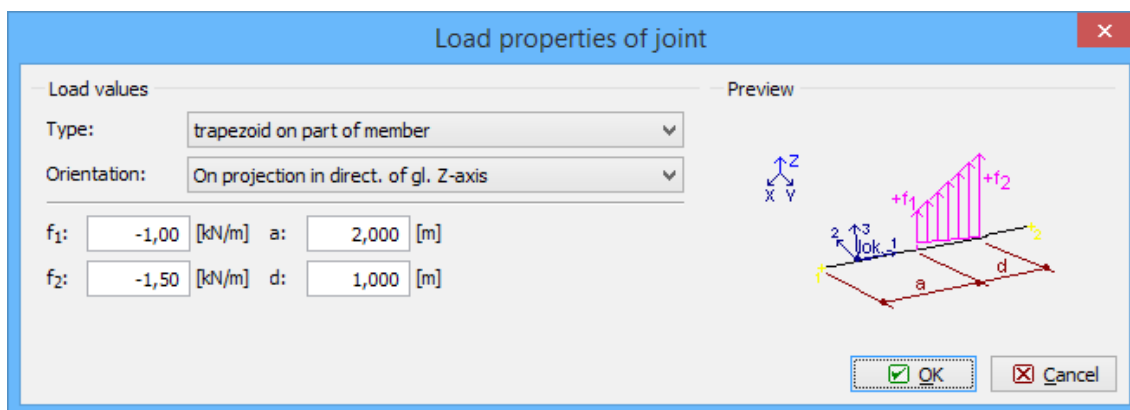 Load properties of joint
Load values
Type: trapezoid on part of member
Orientation: On projection in direct. of gl. Z-axis
f1: -1,00 [kN/m] a: 2,000 [m]
f2: -1,50 [kN/m] d: 1,000 [m]
Preview
Z
X Y
+f1
+f2
2 3
lok. 1
1
2
a
d
OK Cancel